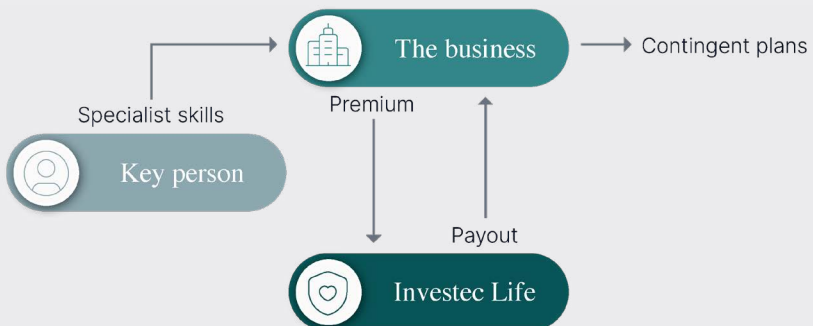 The business
Contingent plans
Premium
Specialist skills
Key person
Payout
Investec Life